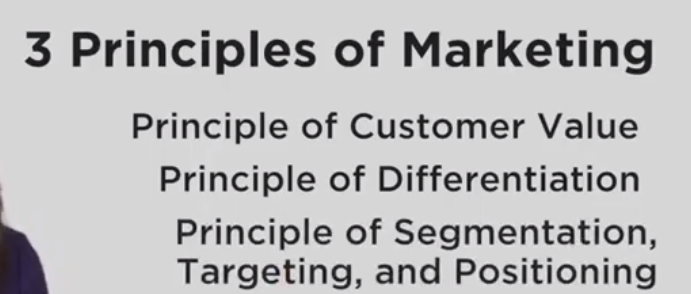 3 Principles of Marketing
Principle of Customer Value
Principle of Differentiation
Principle of Segmentation,
Targeting, and Positioning